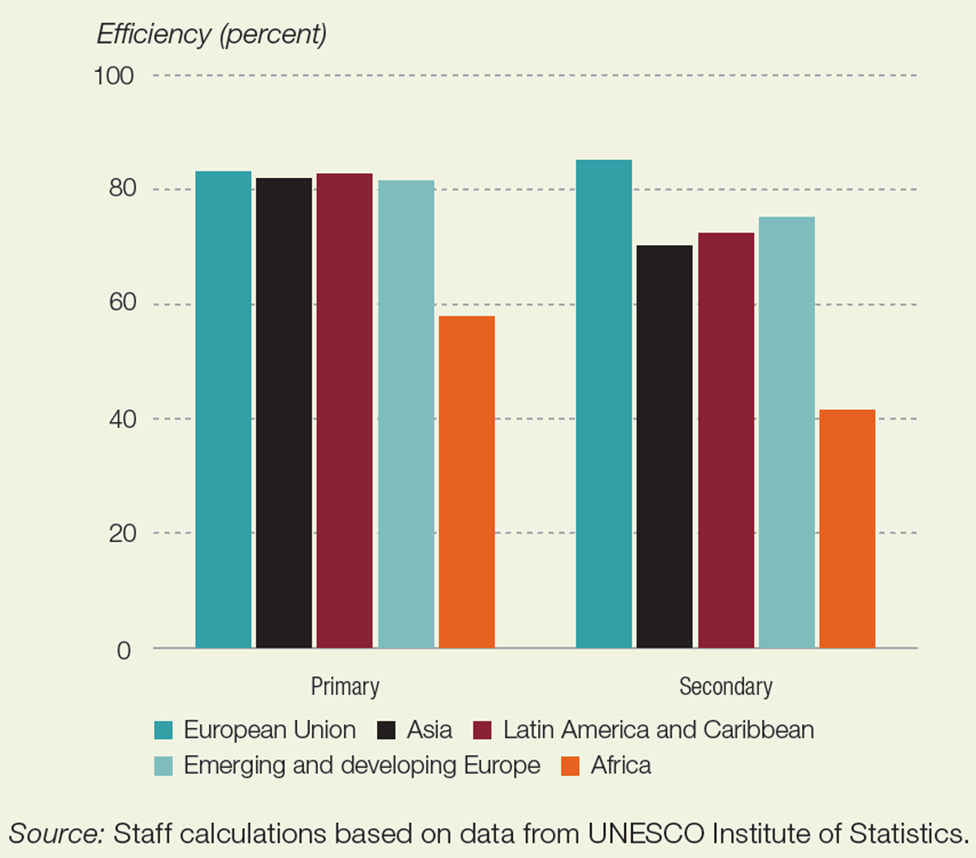 Efficiency (percent)
100
80
60
40
20
0
Primary Secondary
European Union Asia Latin America and Caribbean
Emerging and developing Europe Africa
Source: Staff calculations based on data from UNESCO Institute of Statistics.